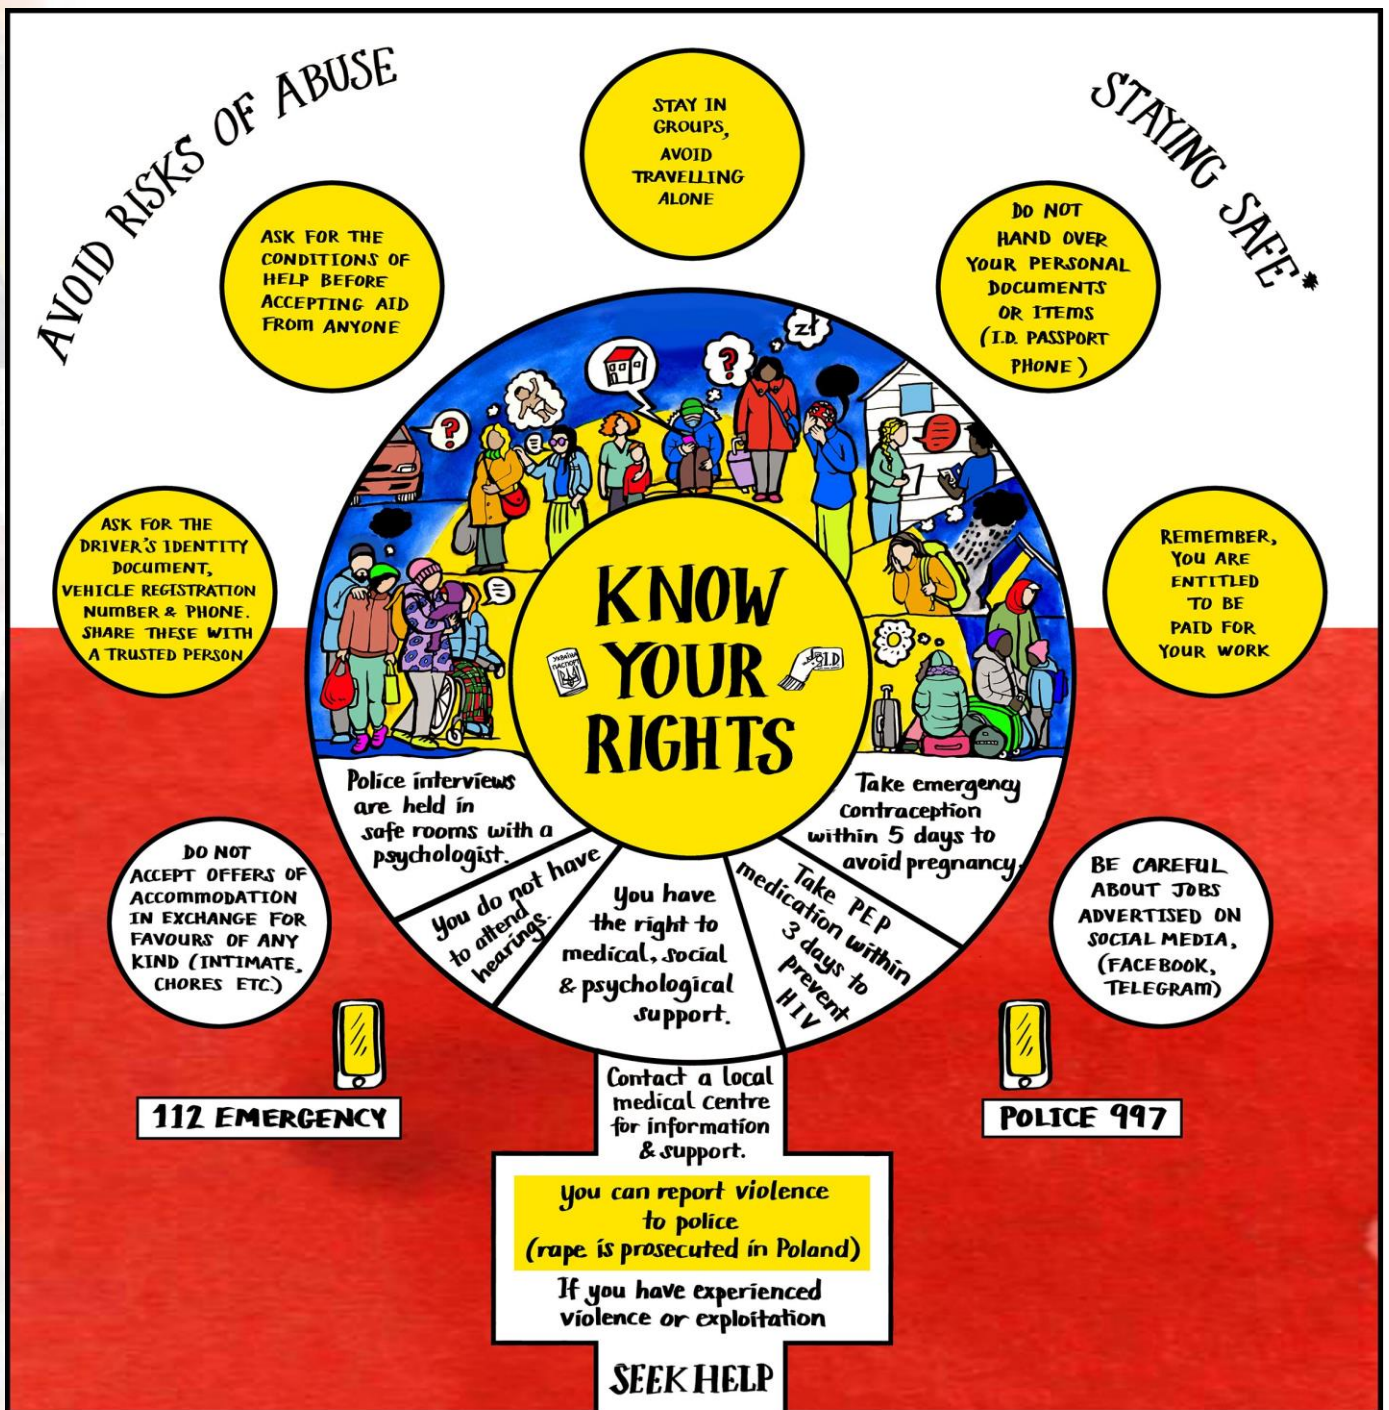 AVOID RISKS OF ABUSE
STAYING SAFE*
STAY IN
GROUPS,
AVOID
TRAVELLING
ALONE
ASK FOR THE
CONDITIONS OF
HELP BEFORE
ACCEPTING AID
FROM ANYONE
DO NOT
HAND OVER
YOUR PERSONAL
DOCUMENTS
OR ITEMS
(I.D. PASSPORT
PHONE)
ASK FOR THE
DRIVER'S IDENTITY
DOCUMENT,
VEHICLE REGISTRATION
NUMBER & PHONE.
SHARE THESE WITH
A TRUSTED PERSON
REMEMBER,
YOU ARE
ENTITLED
TO BE
PAID FOR
YOUR WORK
DO NOT
ACCEPT OFFERS OF
ACCOMMODATION
IN EXCHANGE FOR
FAVOURS OF ANY
KIND (INTIMATE,
CHORES ETC.)
BE CAREFUL
ABOUT JOBS
ADVERTISED ON
SOCIAL MEDIA,
(FACEBOOK,
TELEGRAM)
?
?
Z
KNOW
YOUR
RIGHTS
УКРАЇНА
ПАСПОРТ
I.D
Police interviews
are held in
safe rooms with a
psychologist.
You do not have
to attend
hearings.
You have
the right to
medical, social
& psychological
support.
Take PEP
medication within
3 days to
prevent
HIV
Take emergency
contraception
within 5 days to
avoid pregnancy.
112 EMERGENCY
POLICE 997
Contact a local
medical centre
for information
& support.
You can report violence
to police
(rape is prosecuted in Poland)
If you have experienced
violence or exploitation
SEEK HELP